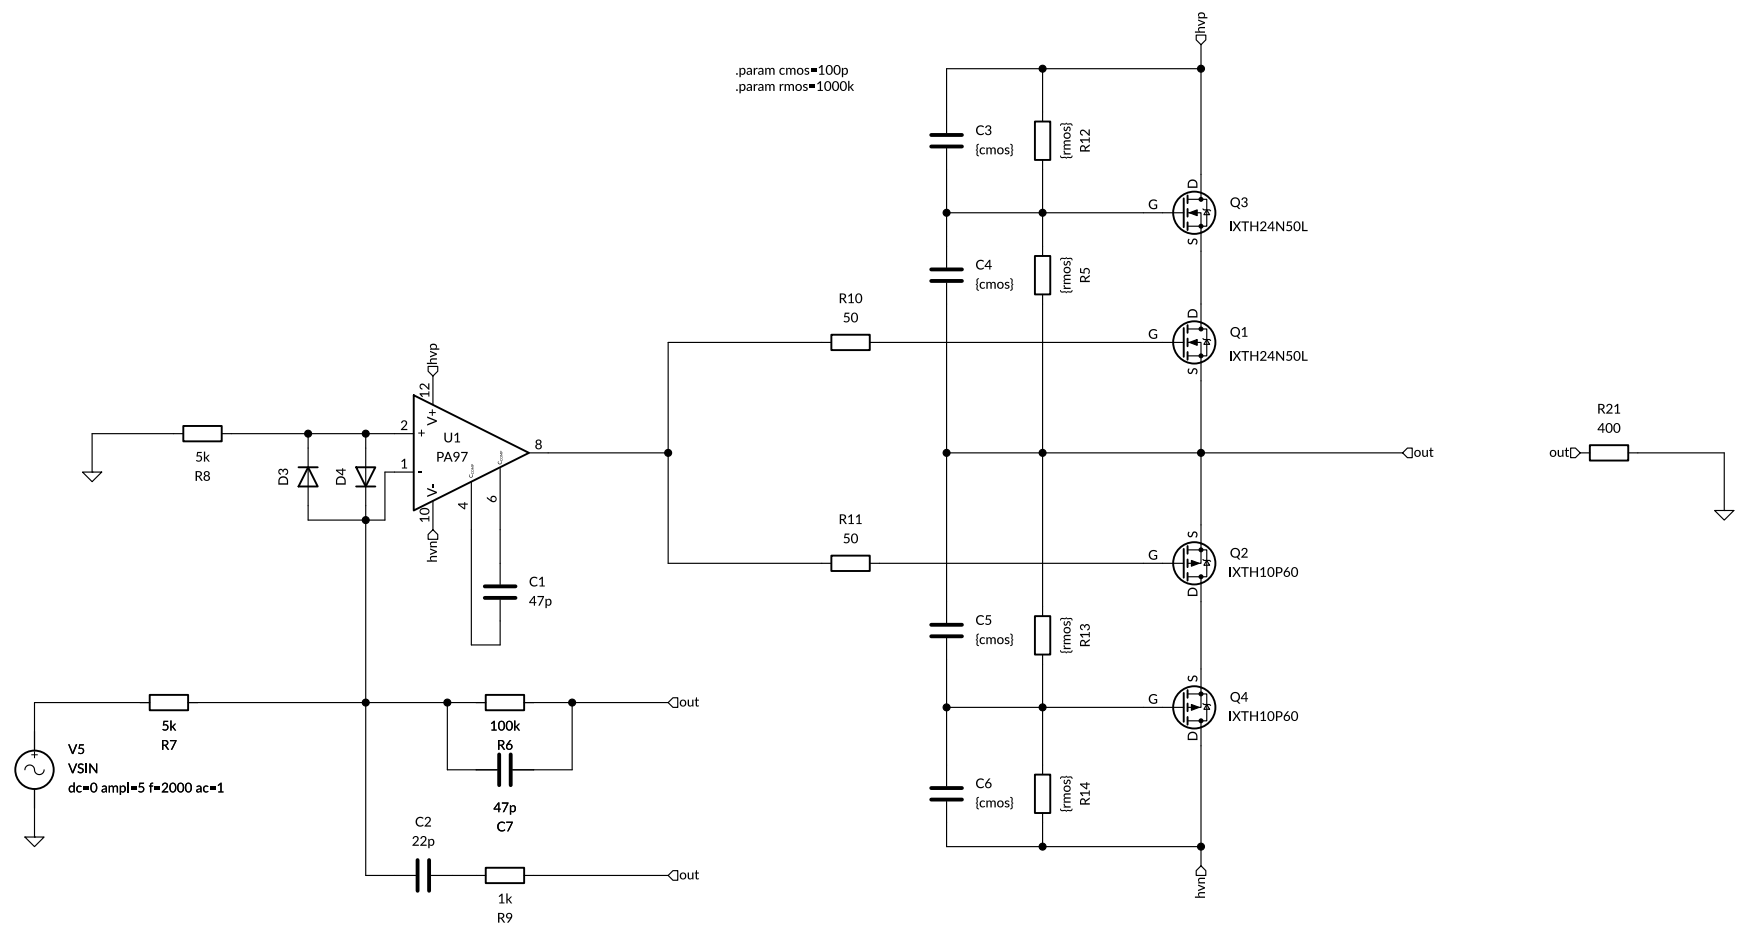 hvp
.param cmos=100p
.param rmos=1000k
C3
{cmos}
{rmos}
R12
D
G
S
Q3
IXTH24N50L
C4
{cmos}
{rmos}
R5
R10
50
D
G
S
Q1
IXTH24N50L
hvp
12
V+
2
+
U1
PA97
8
1
-
V-
10
hvn
4
6
5k
R8
D3
D4
R21
400
out
out
R11
50
S
G
D
Q2
IXTH10P60
C1
47p
C5
{cmos}
{rmos}
R13
S
G
D
Q4
IXTH10P60
out
5k
R7
100k
R6
V5
VSIN
dc=0 ampl=5 f=2000 ac=1
47p
C7
C6
{cmos}
{rmos}
R14
C2
22p
out
1k
R9
hvn